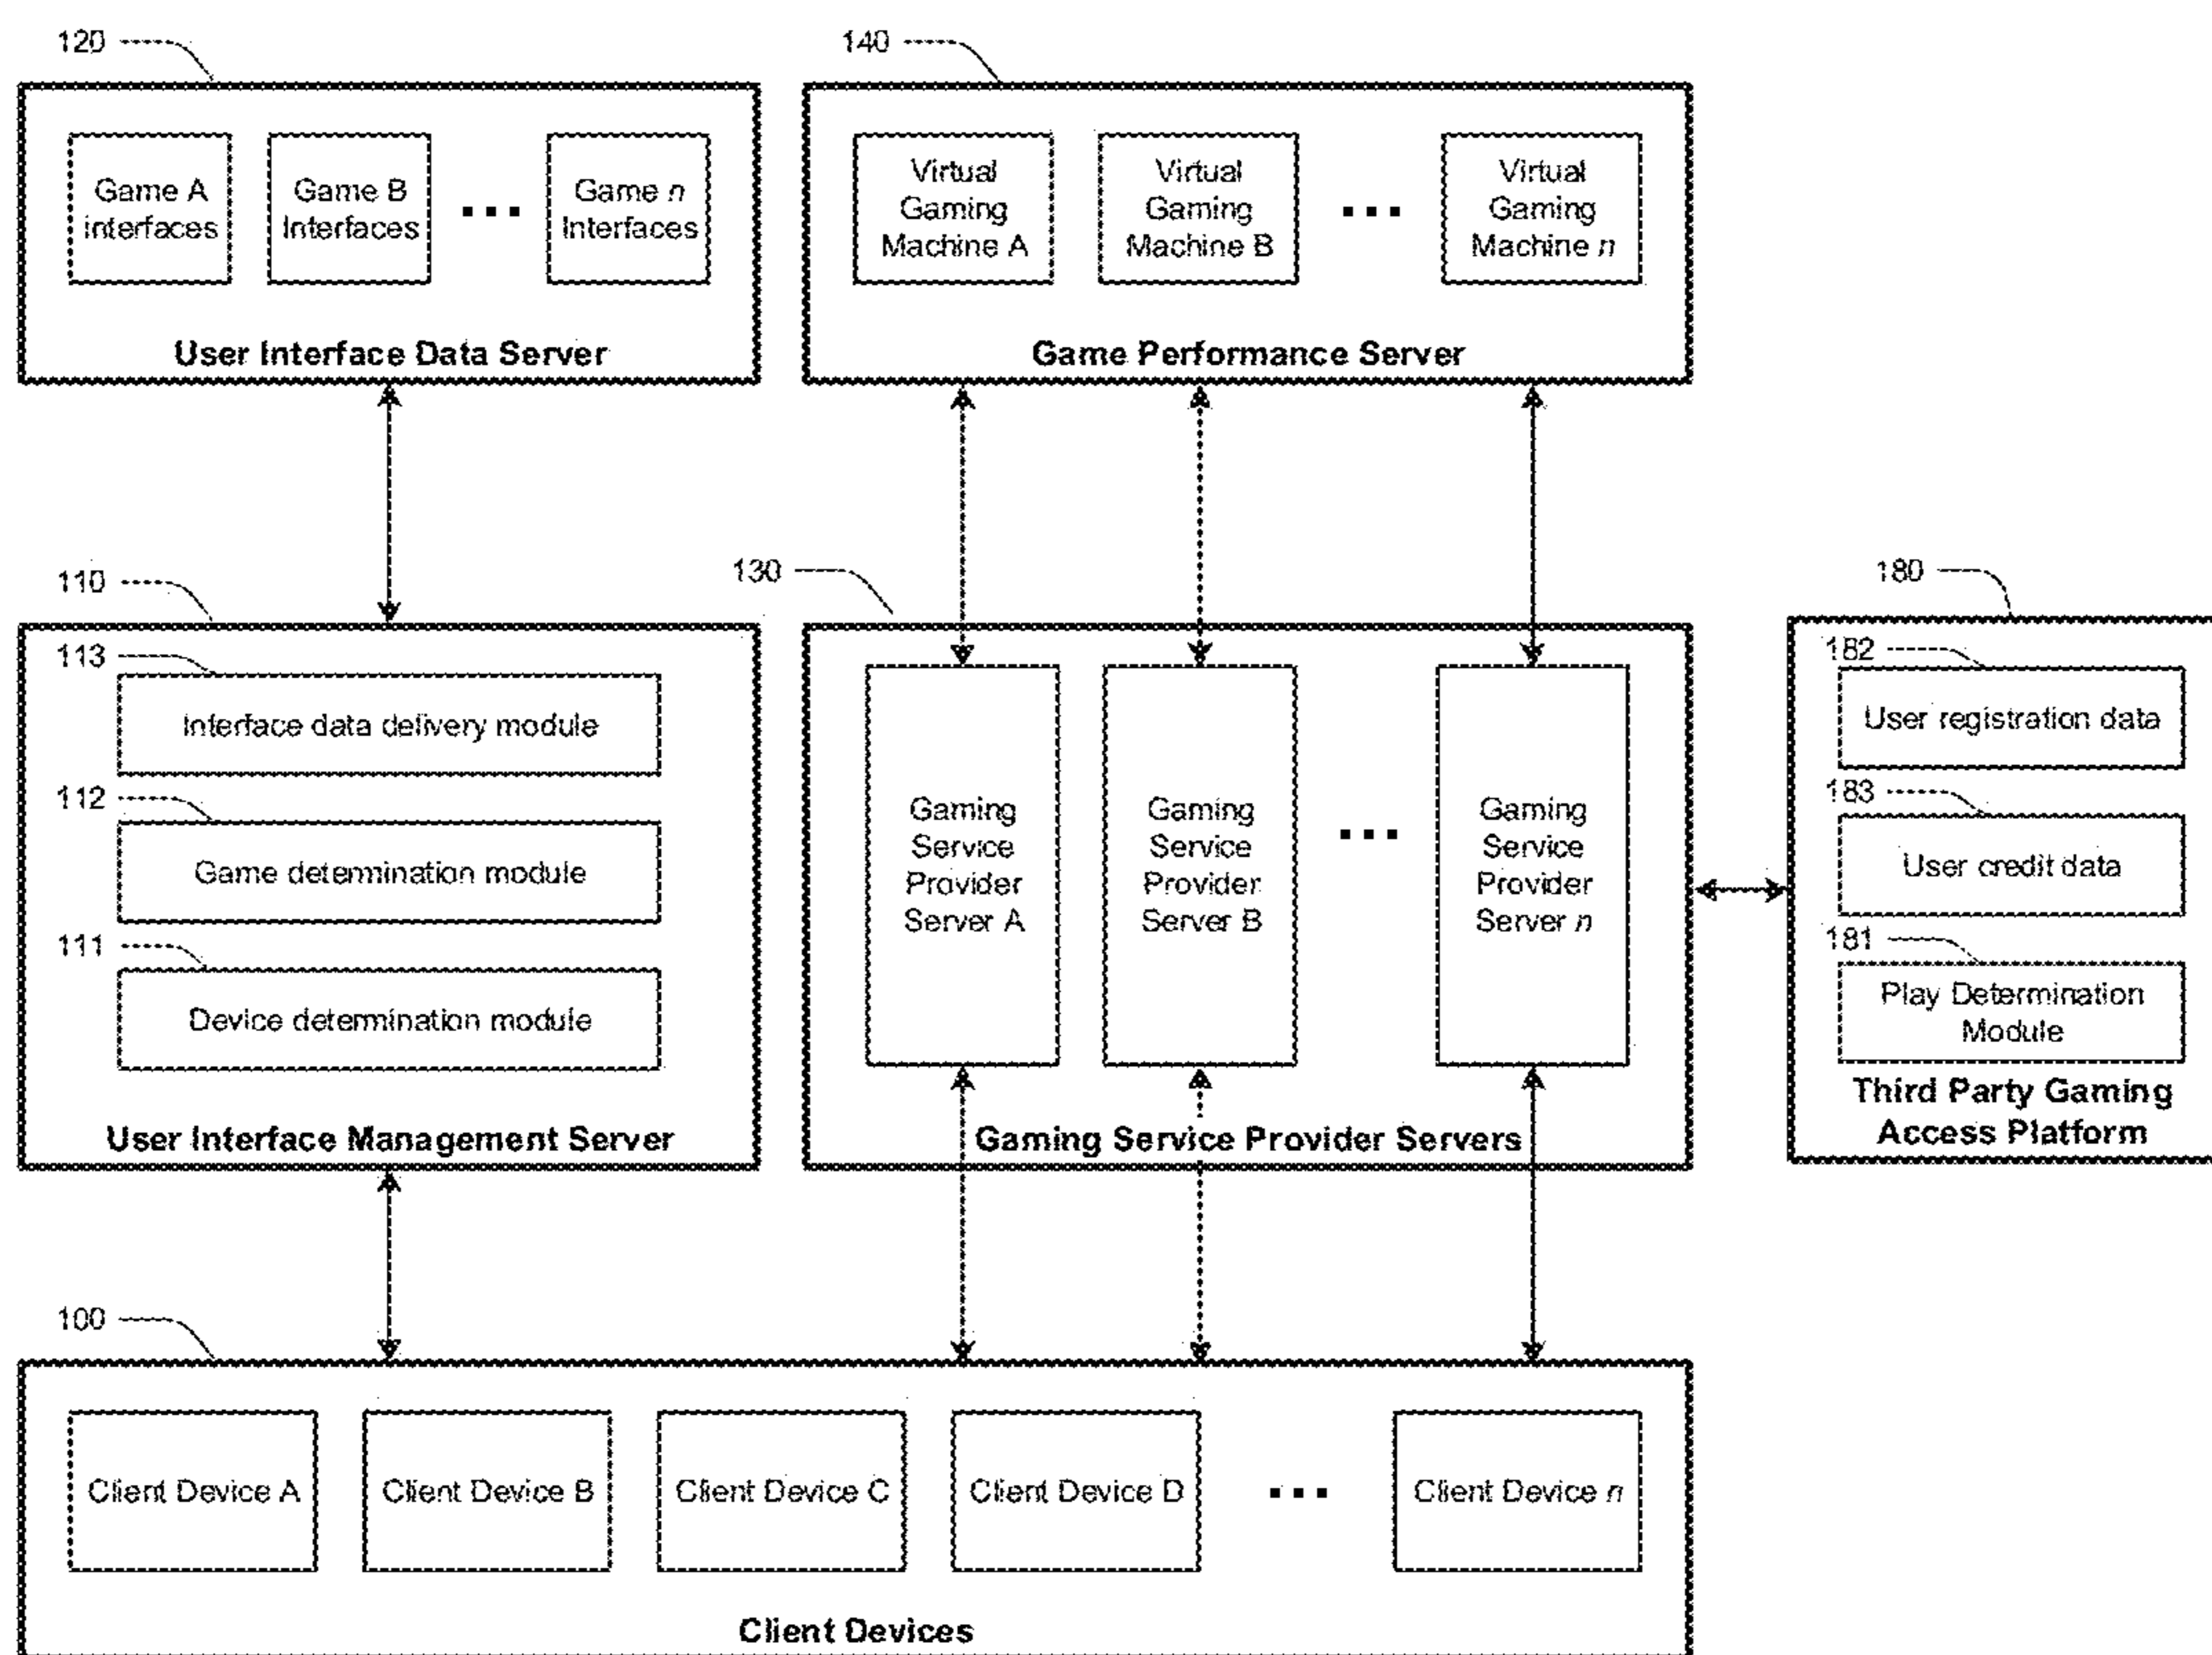 120
140
Game A
interfaces
Game B
Interfaces
...
Game n
Interfaces
User Interface Data Server
Virtual
Gaming
Machine A
Virtual
Gaming
Machine B
...
Virtual
Gaming
Machine n
Game Performance Server
110
113
Interface data delivery module
112
Game determination module
111
Device determination module
User Interface Management Server
130
Gaming
Service
Provider
Server A
Gaming
Service
Provider
Server B
...
Gaming
Service
Provider
Server n
Gaming Service Provider Servers
180
182
User registration data
183
User credit data
181
Play Determination
Module
Third Party Gaming
Access Platform
100
Client Device A
Client Device B
Client Device C
Client Device D
...
Client Device n
Client Devices